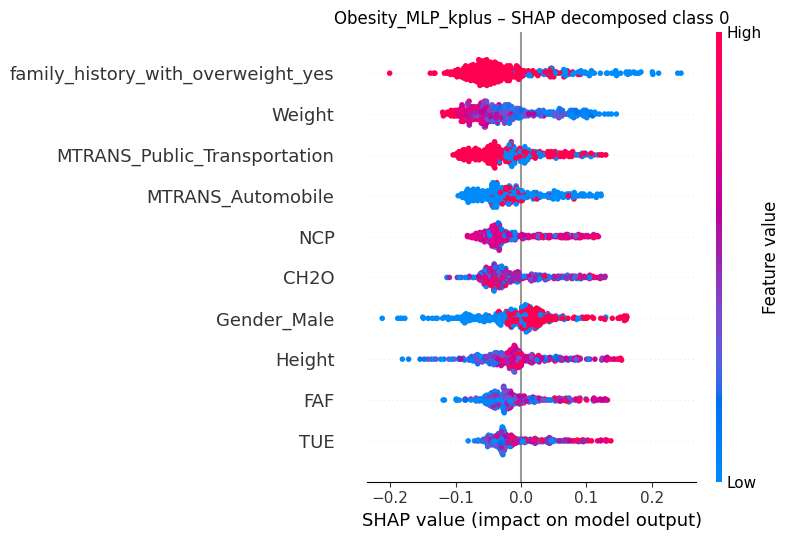 Obesity_MLP_kplus – SHAP decomposed class 0
High
family_history_with_overweight_yes
Weight
MTRANS_Public_Transportation
MTRANS_Automobile
NCP
CH2O
Gender_Male
Height
FAF
TUE
Feature value
Low
−0.2 −0.1 0.0 0.1 0.2
SHAP value (impact on model output)